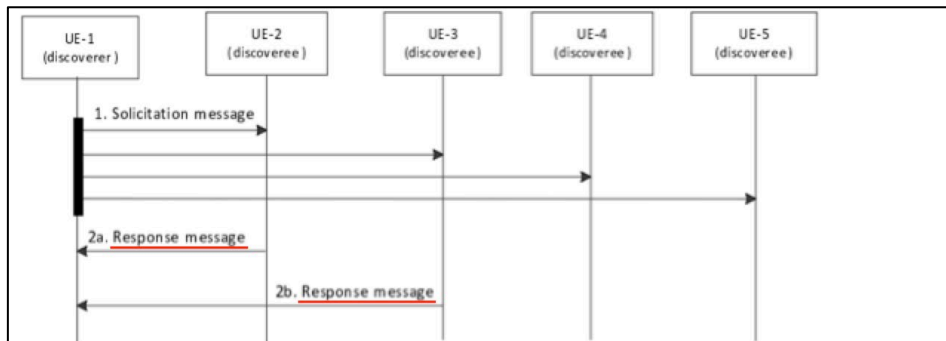 UE-1
(discoverer )
UE-2
(discoveree)
UE-3
(discoveree)
UE-4
(discoveree)
UE-5
(discoveree)
1. Solicitation message
2a. Response message
2b. Response message